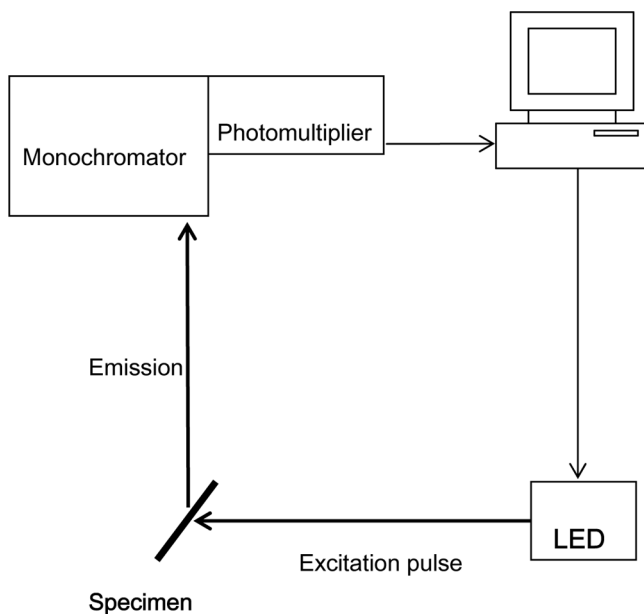 Photomultiplier
Monochromator
Emission
LED
Excitation pulse
Specimen